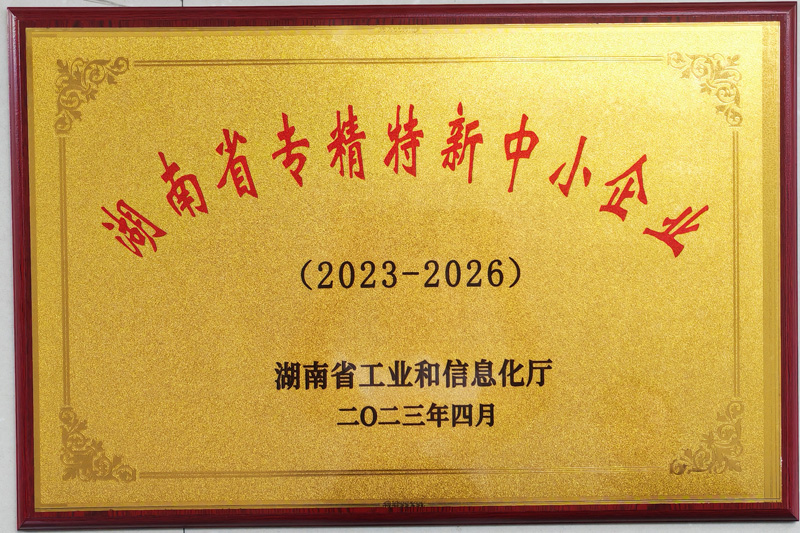 湖南省专精特新中小企业
(2023-2026)
湖南省工业和信息化厅
二〇二三年四月